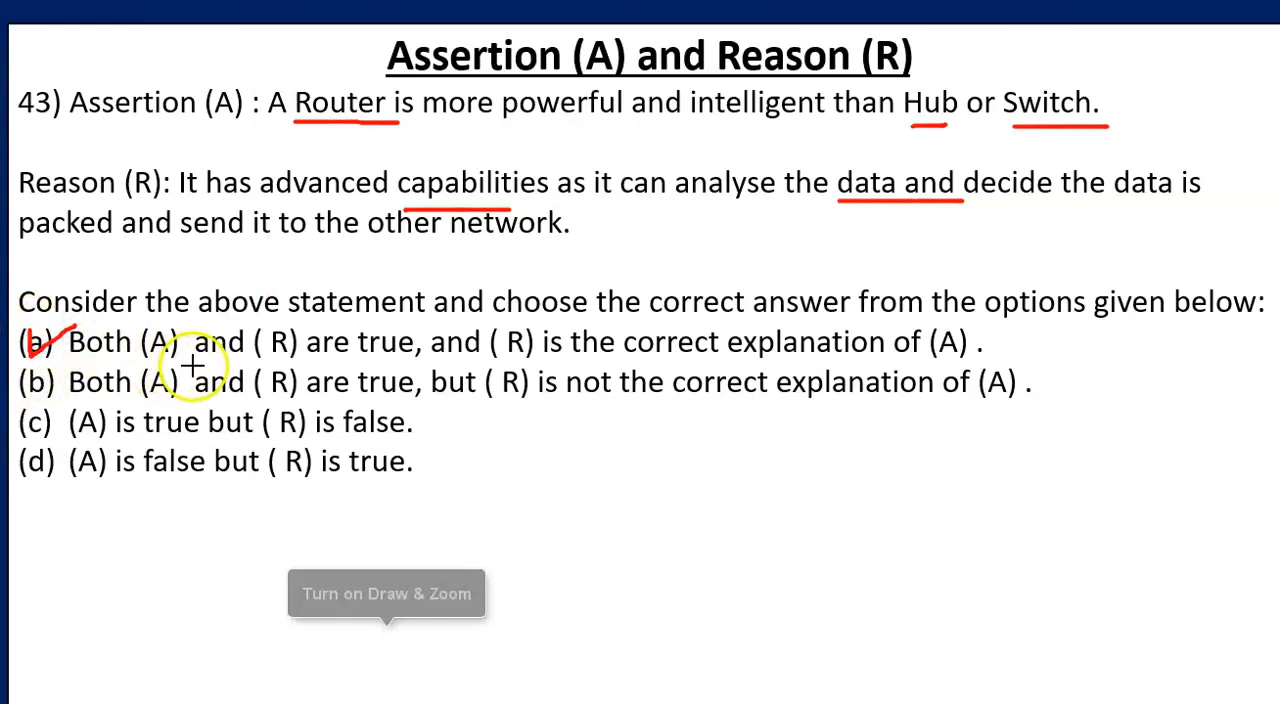 Assertion (A) and Reason (R)
43) Assertion (A) : A Router is more powerful and intelligent than Hub or Switch.
Reason (R): It has advanced capabilities as it can analyse the data and decide the data is
packed and send it to the other network.
Consider the above statement and choose the correct answer from the options given below:
(a) Both (A) and ( R) are true, and ( R) is the correct explanation of (A) .
(b) Both (A) and ( R) are true, but ( R) is not the correct explanation of (A) .
(c) (A) is true but ( R) is false.
(d) (A) is false but ( R) is true.
Turn on Draw & Zoom